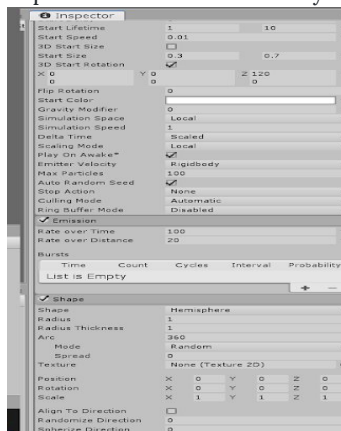 Inspector
Start Lifetime 1 10
Start Speed 0.01
3D Start Size
Start Size 0.3 0.7
3D Start Rotation
X 0 Y 0 Z 120
0 0 0
Flip Rotation 0
Start Color
Gravity Modifier 0
Simulation Space Local
Simulation Speed 1
Delta Time Scaled
Scaling Mode Local
Play On Awake*
Emitter Velocity Rigidbody
Max Particles 100
Auto Random Seed
Stop Action None
Culling Mode Automatic
Ring Buffer Mode Disabled
Emission
Rate over Time 100
Rate over Distance 20
Bursts
Time Count Cycles Interval Probability
List is Empty
+ -
Shape
Shape Hemisphere
Radius 1
Radius Thickness 1
Arc 360
Mode Random
Spread 0
Texture None (Texture 2D)
Position X 0 Y 0 Z 0
Rotation X 0 Y 0 Z 0
Scale X 1 Y 1 Z 1
Align To Direction
Randomize Direction 0
Spherize Direction 0